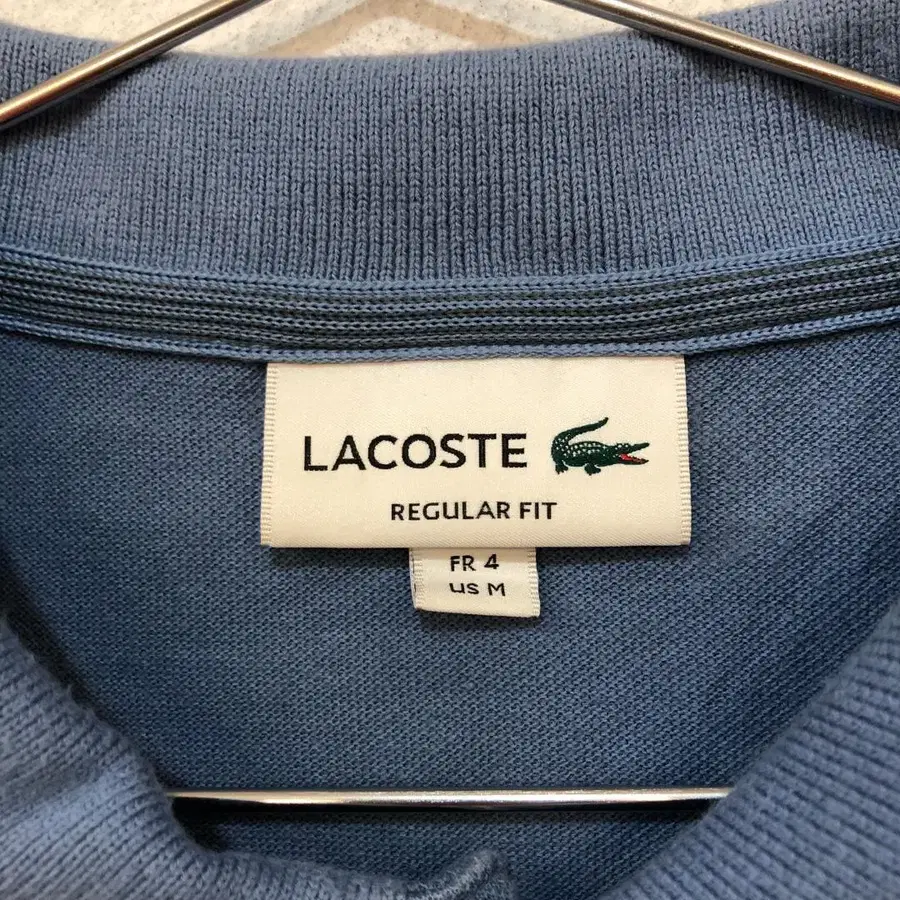 LACOSTE
REGULAR FIT
FR 4
US M